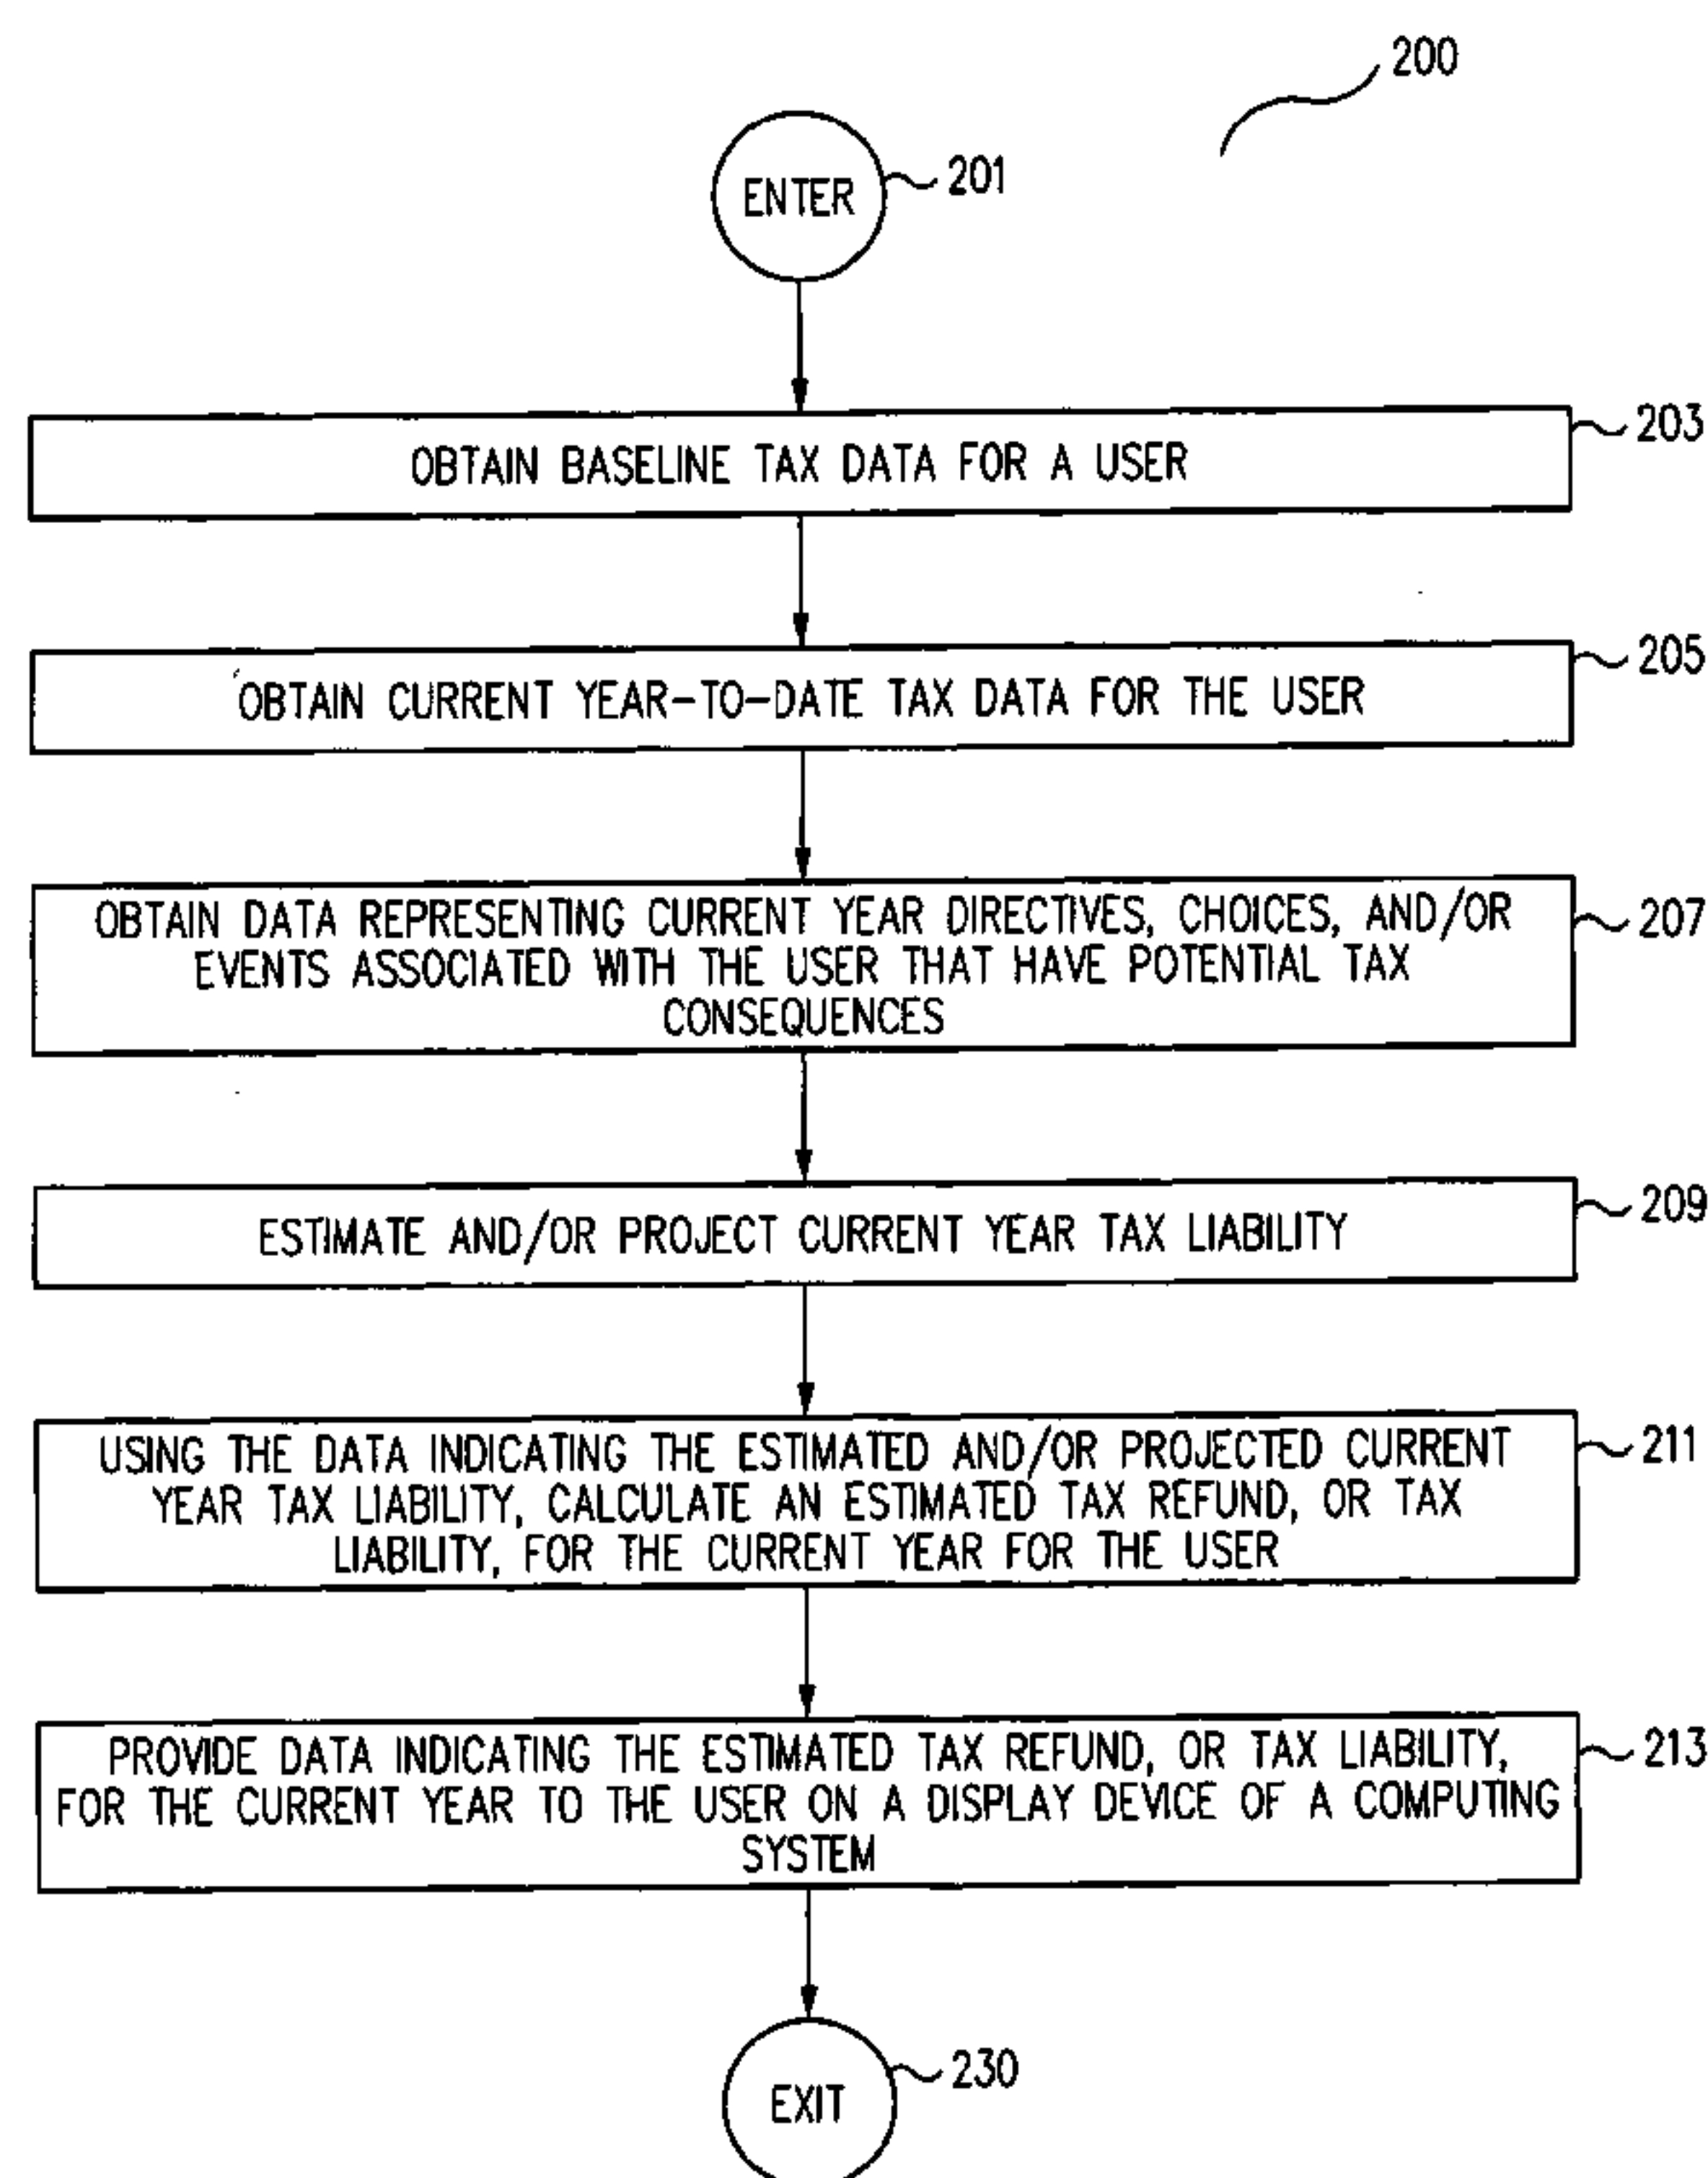 200
ENTER
201
203
OBTAIN BASELINE TAX DATA FOR A USER
205
OBTAIN CURRENT YEAR-TO-DATE TAX DATA FOR THE USER
207
OBTAIN DATA REPRESENTING CURRENT YEAR DIRECTIVES, CHOICES, AND/OR
EVENTS ASSOCIATED WITH THE USER THAT HAVE POTENTIAL TAX
CONSEQUENCES
209
ESTIMATE AND/OR PROJECT CURRENT YEAR TAX LIABILITY
211
USING THE DATA INDICATING THE ESTIMATED AND/OR PROJECTED CURRENT
YEAR TAX LIABILITY, CALCULATE AN ESTIMATED TAX REFUND, OR TAX
LIABILITY, FOR THE CURRENT YEAR FOR THE USER
213
PROVIDE DATA INDICATING THE ESTIMATED TAX REFUND, OR TAX LIABILITY,
FOR THE CURRENT YEAR TO THE USER ON A DISPLAY DEVICE OF A COMPUTING
SYSTEM
230
EXIT